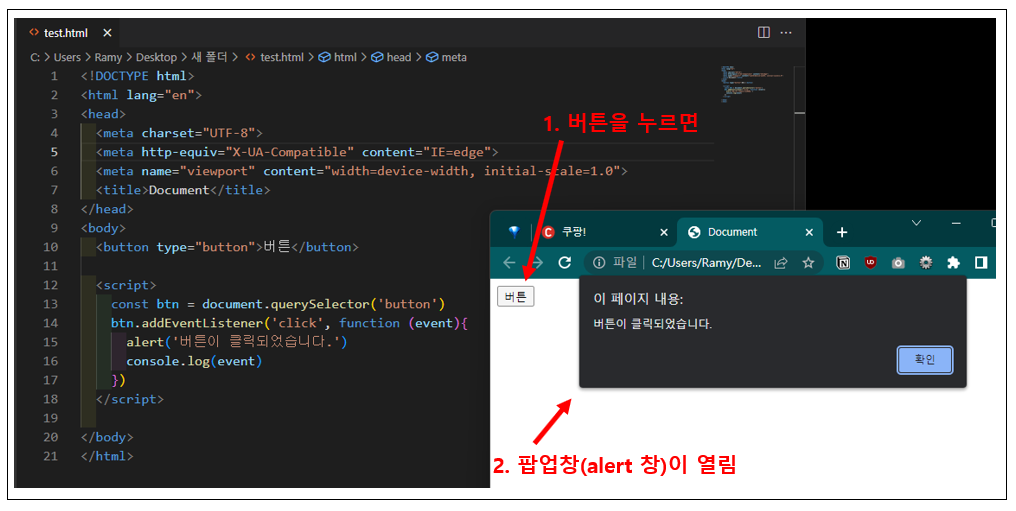 test.html
C: > Users > Ramy > Desktop > 새 폴더 > test.html > html > head > meta
1 <!DOCTYPE html>
2 <html lang="en">
3 <head>
4 <meta charset="UTF-8">
5 <meta http-equiv="X-UA-Compatible" content="IE=edge">
6 <meta name="viewport" content="width=device-width, initial-scale=1.0">
7 <title>Document</title>
8 </head>
9 <body>
10 <button type="button">버튼</button>
11
12 <script>
13 const btn = document.querySelector('button')
14 btn.addEventListener('click', function (event){
15 alert('버튼이 클릭되었습니다.')
16 console.log(event)
17 })
18 </script>
19
20 </body>
21 </html>
1. 버튼을 누르면
쿠팡!
Document
파일 | C:/Users/Ramy/De...
버튼
이 페이지 내용:
버튼이 클릭되었습니다.
확인
2. 팝업창(alert 창)이 열림